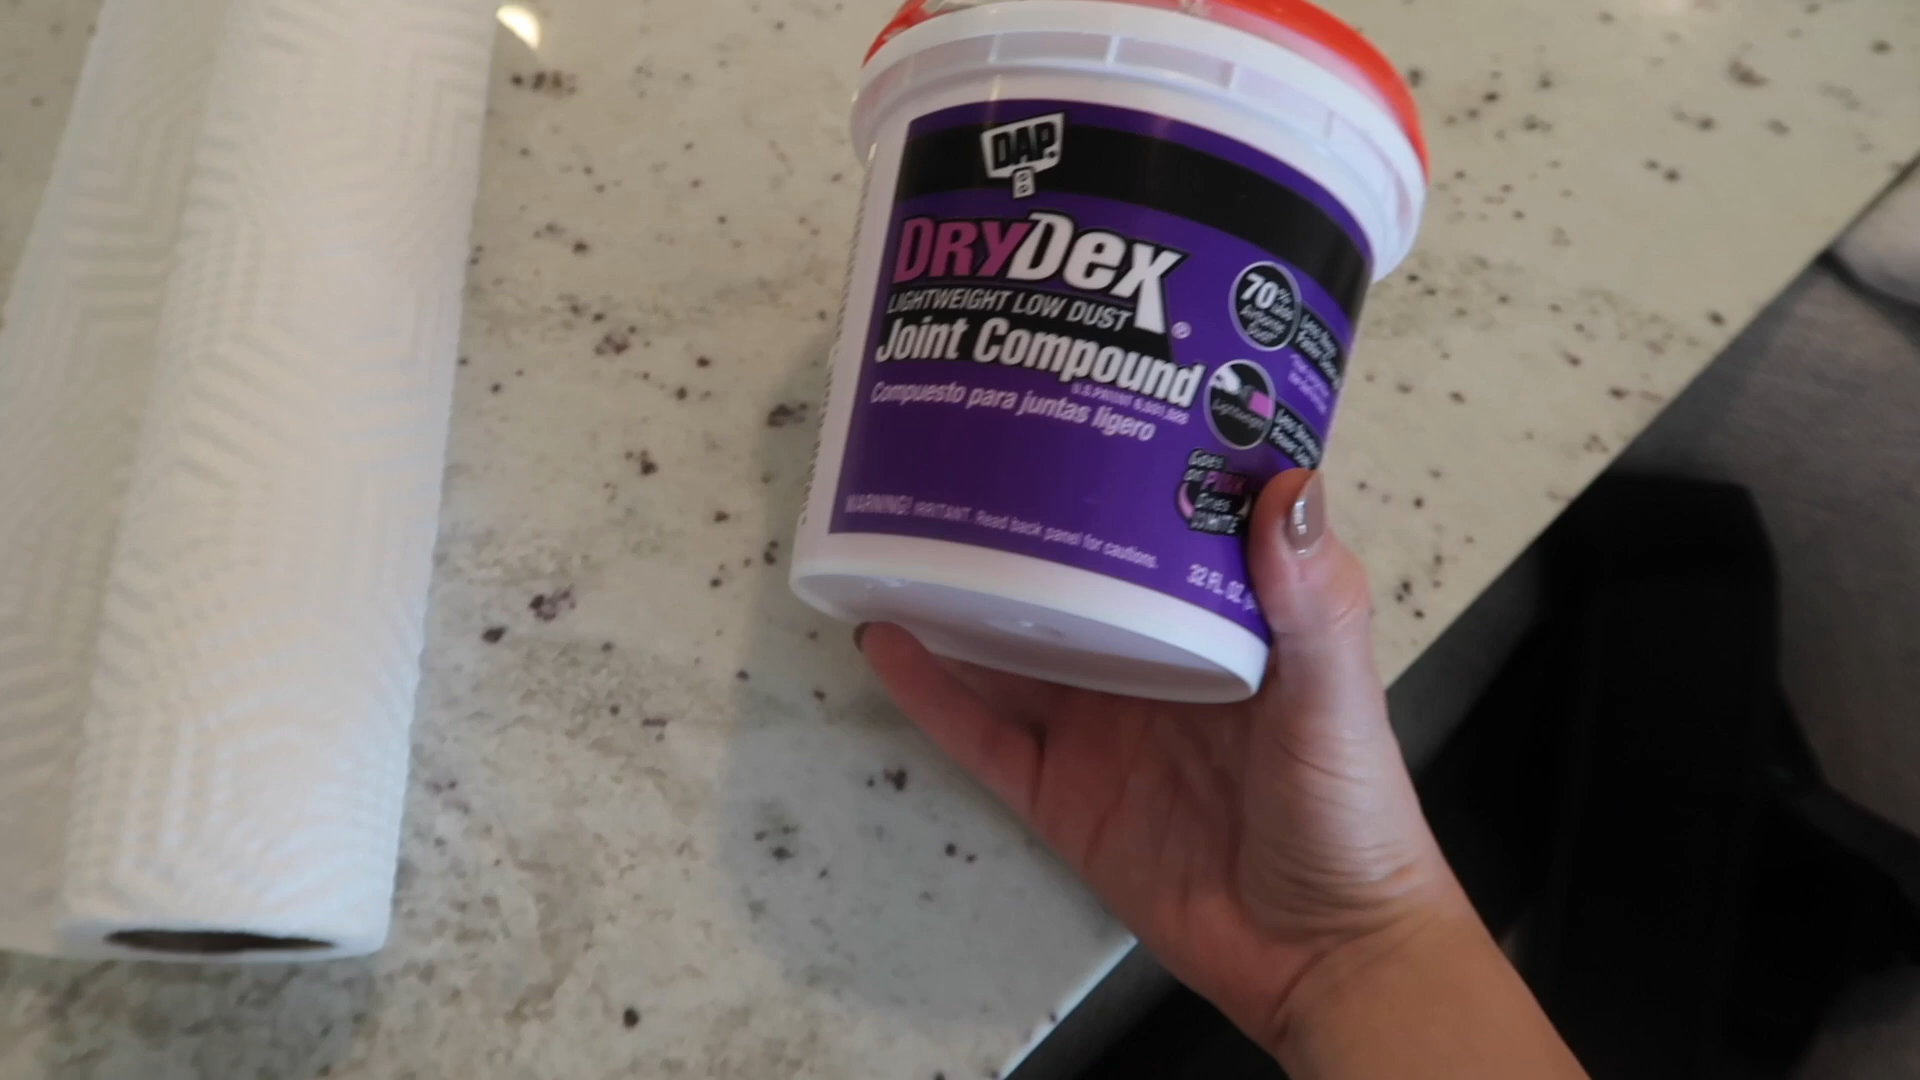 DAP
DRYDex®
LIGHTWEIGHT LOW DUST
Joint Compound
Compuesto para juntas ligero
WARNING! IRRITANT. Read back panel for cautions.
32 FL. OZ.
70%
Lightweight
Goes
on PINK
Dries
WHITE